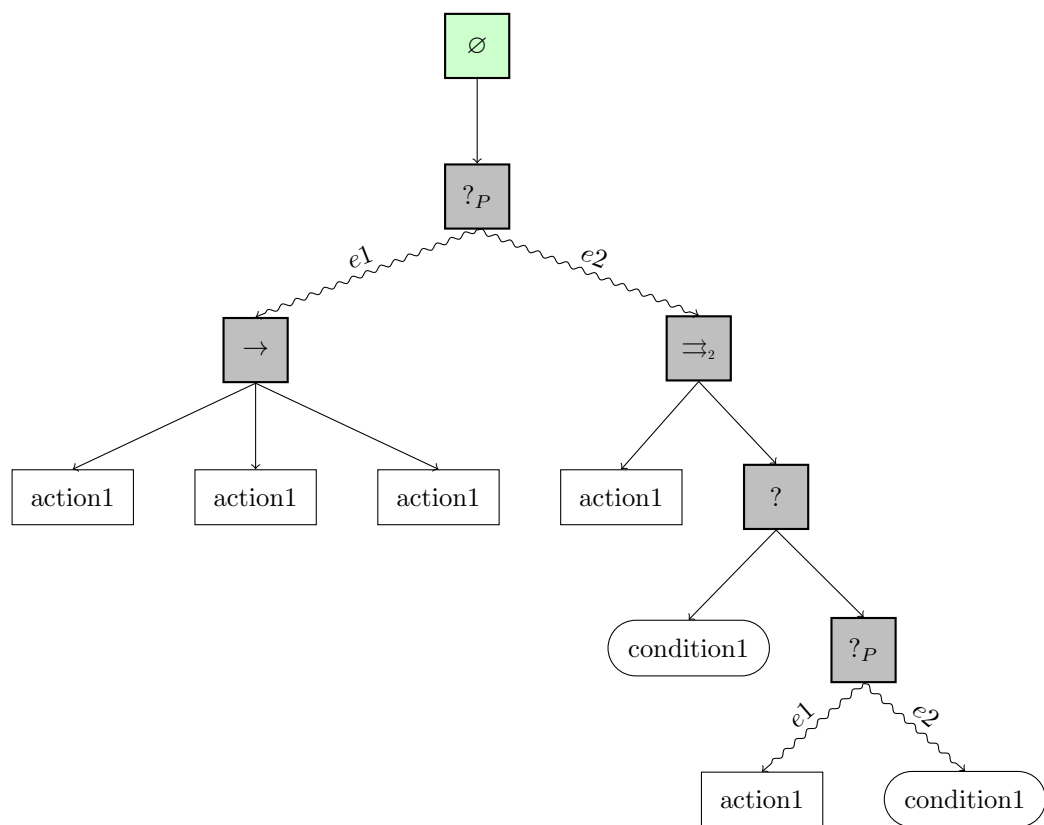 ∅
?P
e1
e2
→
⇉2
action1
action1
action1
action1
?
condition1
?P
e1
e2
action1
condition1